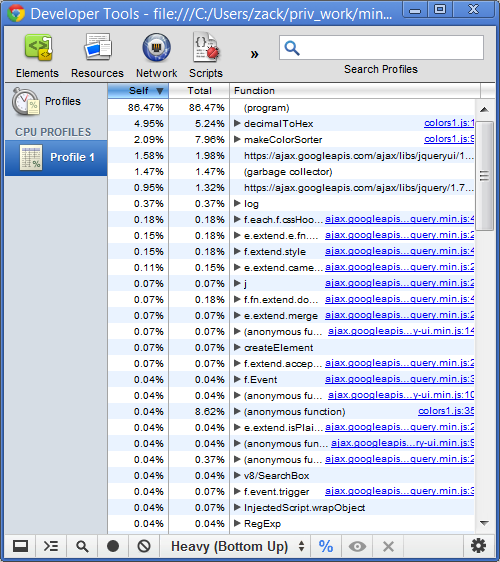 Developer Tools - file:///C:/Users/zack/priv_work/min...
Elements Resources Network Scripts » Search Profiles
Profiles
CPU PROFILES
Profile 1
Self Total Function
86.47% 86.47% (program)
4.95% 5.24% decimalToHex colors1.js:1
2.09% 7.96% makeColorSorter colors1.js:9
1.58% 1.98% https://ajax.googleapis.com/ajax/libs/jqueryui/1...
1.47% 1.47% (garbage collector)
0.95% 1.32% https://ajax.googleapis.com/ajax/libs/jquery/1.7...
0.37% 0.37% log
0.18% 0.18% f.each.f.cssHoo... ajax.googleapis...query.min.js:4
0.15% 0.18% e.extend.e.fn.... ajax.googleapis...query.min.js:2
0.15% 0.18% f.extend.style ajax.googleapis...query.min.js:4
0.11% 0.15% e.extend.came... ajax.googleapis...query.min.js:2
0.07% 0.07% j ajax.googleapis...query.min.js:2
0.07% 0.18% f.fn.extend.do... ajax.googleapis...query.min.js:4
0.07% 0.07% e.extend.merge ajax.googleapis...query.min.js:2
0.07% 0.07% (anonymous fu... ajax.googleapis...y-ui.min.js:14
0.07% 0.07% createElement
0.07% 0.07% f.extend.accep... ajax.googleapis...query.min.js:2
0.04% 0.07% f.Event ajax.googleapis...query.min.js:3
0.04% 0.04% (anonymous fu... ajax.googleapis...y-ui.min.js:10
0.04% 8.62% (anonymous function) colors1.js:35
0.04% 0.04% e.extend.isPlai... ajax.googleapis...query.min.js:2
0.04% 0.04% (anonymous fun... ajax.googleapis...ry-ui.min.js:9
0.04% 0.37% (anonymous fu... ajax.googleapis...query.min.js:2
0.04% 0.04% v8/SearchBox
0.04% 0.07% f.event.trigger ajax.googleapis...query.min.js:3
0.04% 0.07% InjectedScript.wrapObject
0.04% 0.04% RegExp
Heavy (Bottom Up) %